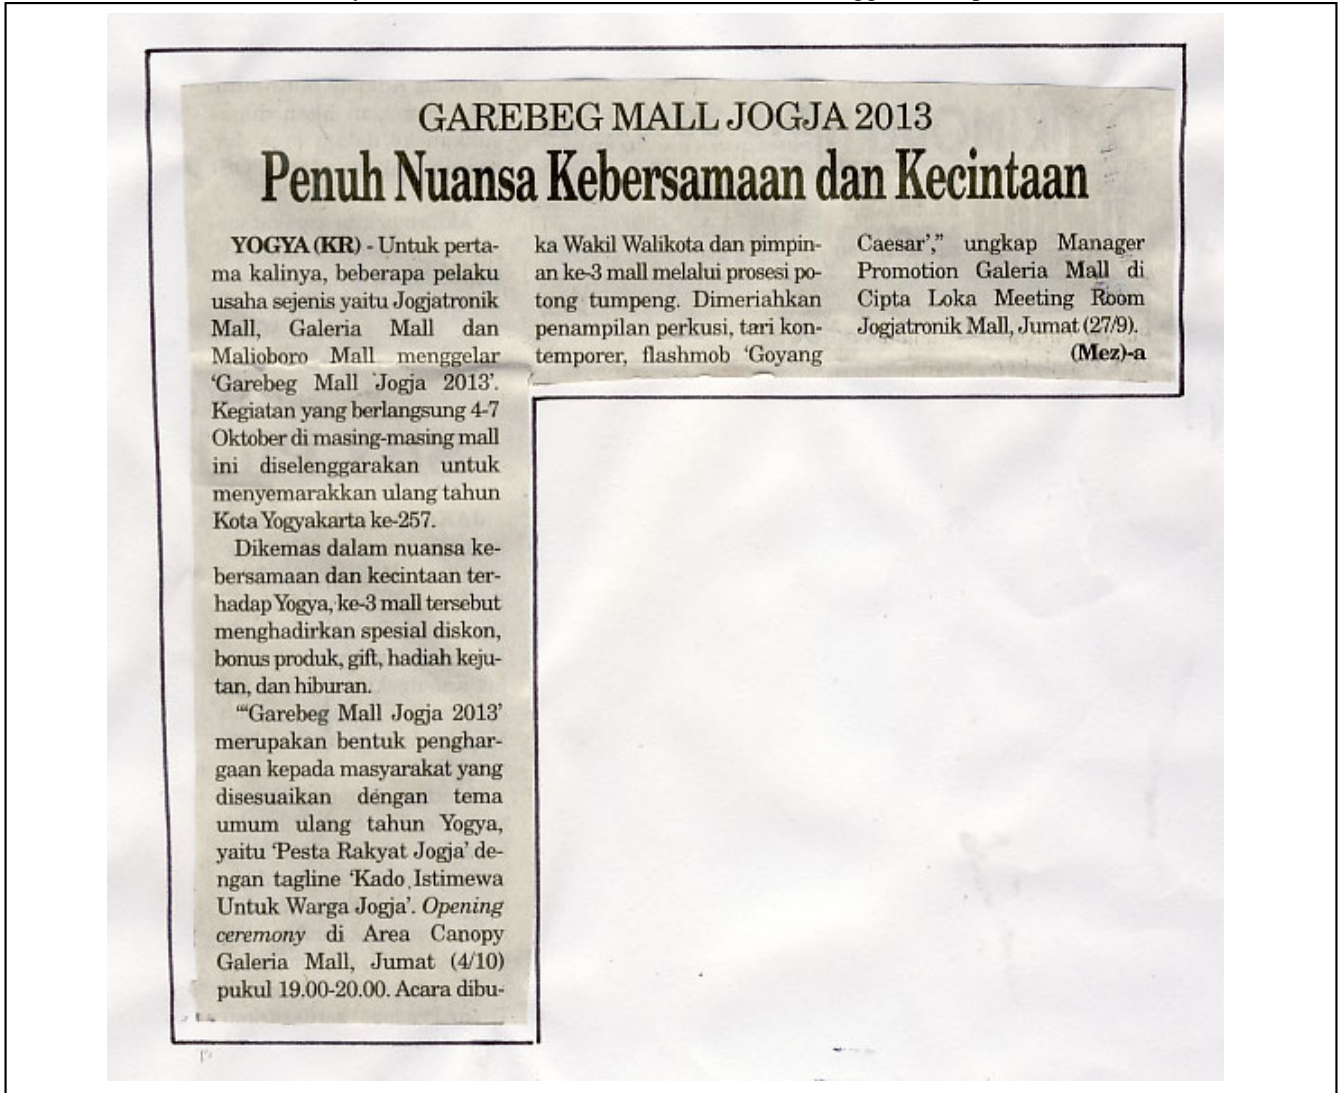 GAREBEG MALL JOGJA 2013
Penuh Nuansa Kebersamaan dan Kecintaan
YOGYA (KR) - Untuk perta-
ma kalinya, beberapa pelaku
usaha sejenis yaitu Jogjatronik
Mall, Galeria Mall dan
Malioboro Mall menggelar
'Garebeg Mall Jogja 2013'.
Kegiatan yang berlangsung 4-7
Oktober di masing-masing mall
ini diselenggarakan untuk
menyemarakkan ulang tahun
Kota Yogyakarta ke-257.
Dikemas dalam nuansa ke-
bersamaan dan kecintaan ter-
hadap Yogya, ke-3 mall tersebut
menghadirkan spesial diskon,
bonus produk, gift, hadiah keju-
tan, dan hiburan.
"'Garebeg Mall Jogja 2013'
merupakan bentuk penghar-
gaan kepada masyarakat yang
disesuaikan dengan tema
umum ulang tahun Yogya,
yaitu 'Pesta Rakyat Jogja' de-
ngan tagline 'Kado Istimewa
Untuk Warga Jogja'. Opening
ceremony di Area Canopy
Galeria Mall, Jumat (4/10)
pukul 19.00-20.00. Acara dibu-
ka Wakil Walikota dan pimpin-
an ke-3 mall melalui prosesi po-
tong tumpeng. Dimeriahkan
penampilan perkusi, tari kon-
temporer, flashmob 'Goyang
Caesar'," ungkap Manager
Promotion Galeria Mall di
Cipta Loka Meeting Room
Jogjatronik Mall, Jumat (27/9).
(Mez)-a